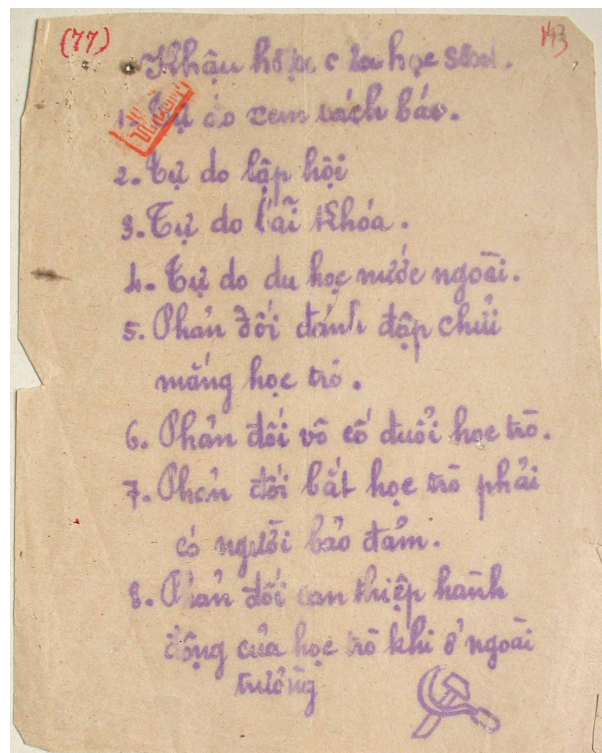 (77)
143
Khẩu hiệu của học sinh.
1. Tự do xem sách báo.
2. Tự do lập hội
3. Tự do bãi khóa.
4. Tự do du học nước ngoài.
5. Phản đối đánh đập chửi
mắng học trò.
6. Phản đối vô cố đuổi học trò.
7. Phản đối bắt học trò phải
có người bảo đảm.
8. Phản đối can thiệp hành
động của học trò khi ở ngoài
trường